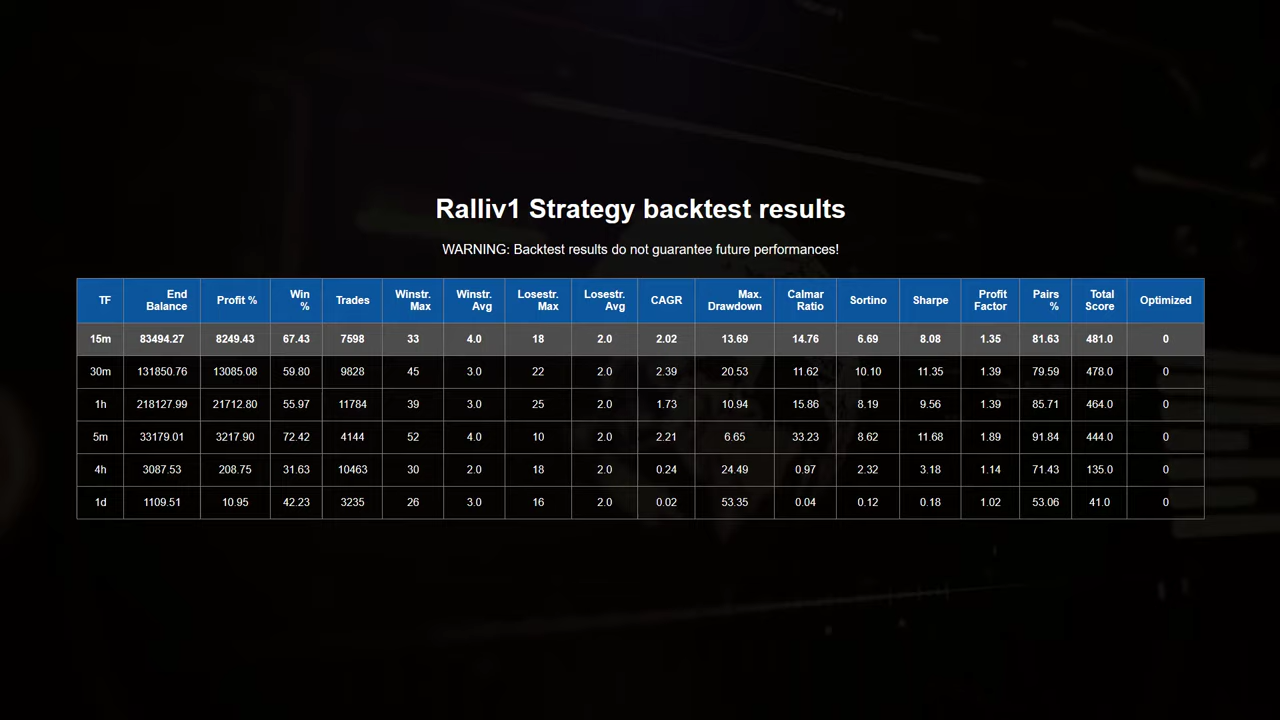 Ralliv1 Strategy backtest results
WARNING: Backtest results do not guarantee future performances!
TF End Balance Profit % Win % Trades Winstr. Max Winstr. Avg Losestr. Max Losestr. Avg CAGR Max. Drawdown Calmar Ratio Sortino Sharpe Profit Factor Pairs % Total Score Optimized
15m 83494.27 8249.43 67.43 7598 33 4.0 18 2.0 2.02 13.69 14.76 6.69 8.08 1.35 81.63 481.0 0
30m 131850.76 13085.08 59.80 9828 45 3.0 22 2.0 2.39 20.53 11.62 10.10 11.35 1.39 79.59 478.0 0
1h 218127.99 21712.80 55.97 11784 39 3.0 25 2.0 1.73 10.94 15.86 8.19 9.56 1.39 85.71 464.0 0
5m 33179.01 3217.90 72.42 4144 52 4.0 10 2.0 2.21 6.65 33.23 8.62 11.68 1.89 91.84 444.0 0
4h 3087.53 208.75 31.63 10463 30 2.0 18 2.0 0.24 24.49 0.97 2.32 3.18 1.14 71.43 135.0 0
1d 1109.51 10.95 42.23 3235 26 3.0 16 2.0 0.02 53.35 0.04 0.12 0.18 1.02 53.06 41.0 0